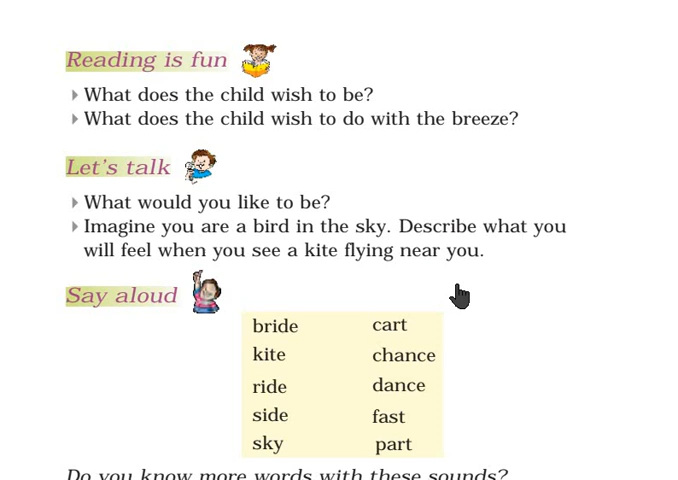 Reading is fun
What does the child wish to be?
What does the child wish to do with the breeze?
Let's talk
What would you like to be?
Imagine you are a bird in the sky. Describe what you
will feel when you see a kite flying near you.
Say aloud
bride cart
kite chance
ride dance
side fast
sky part
Do you know more words with these sounds?